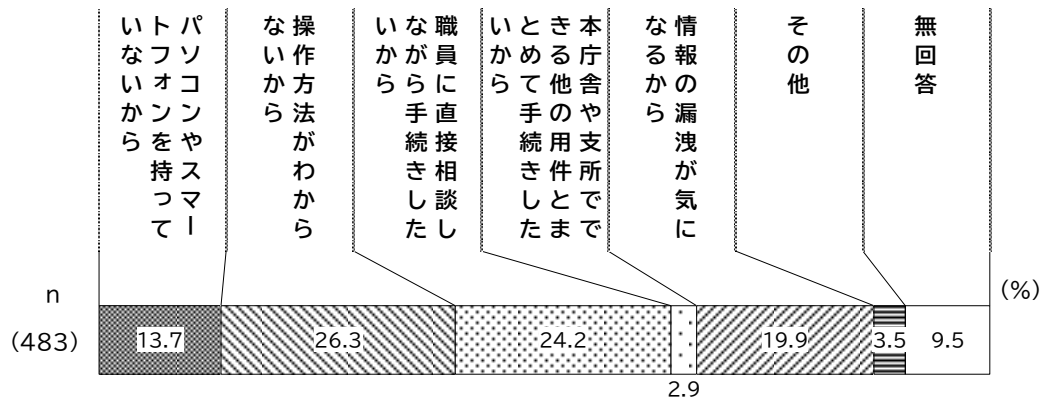 パソコンやスマー
トフォンを持って
いないから
操作方法がわから
ないから
職員に直接相談し
ながら手続きした
いから
本庁舎や支所でで
きる他の用件とま
とめて手続きした
いから
情報の漏洩が気に
なるから
その他
無回答
n
(%)
(483)
13.7
26.3
24.2
2.9
19.9
3.5
9.5